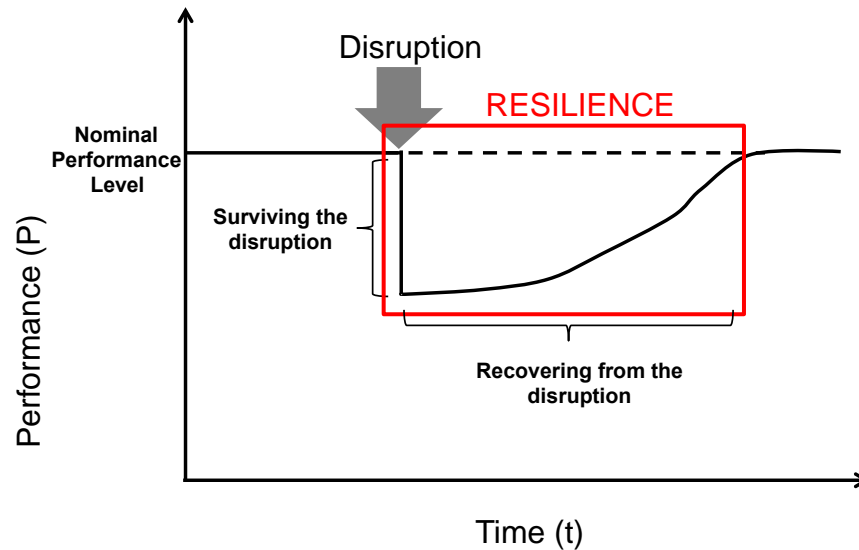 Disruption
RESILIENCE
Nominal
Performance
Level
Surviving the
disruption
Recovering from the
disruption
Performance (P)
Time (t)